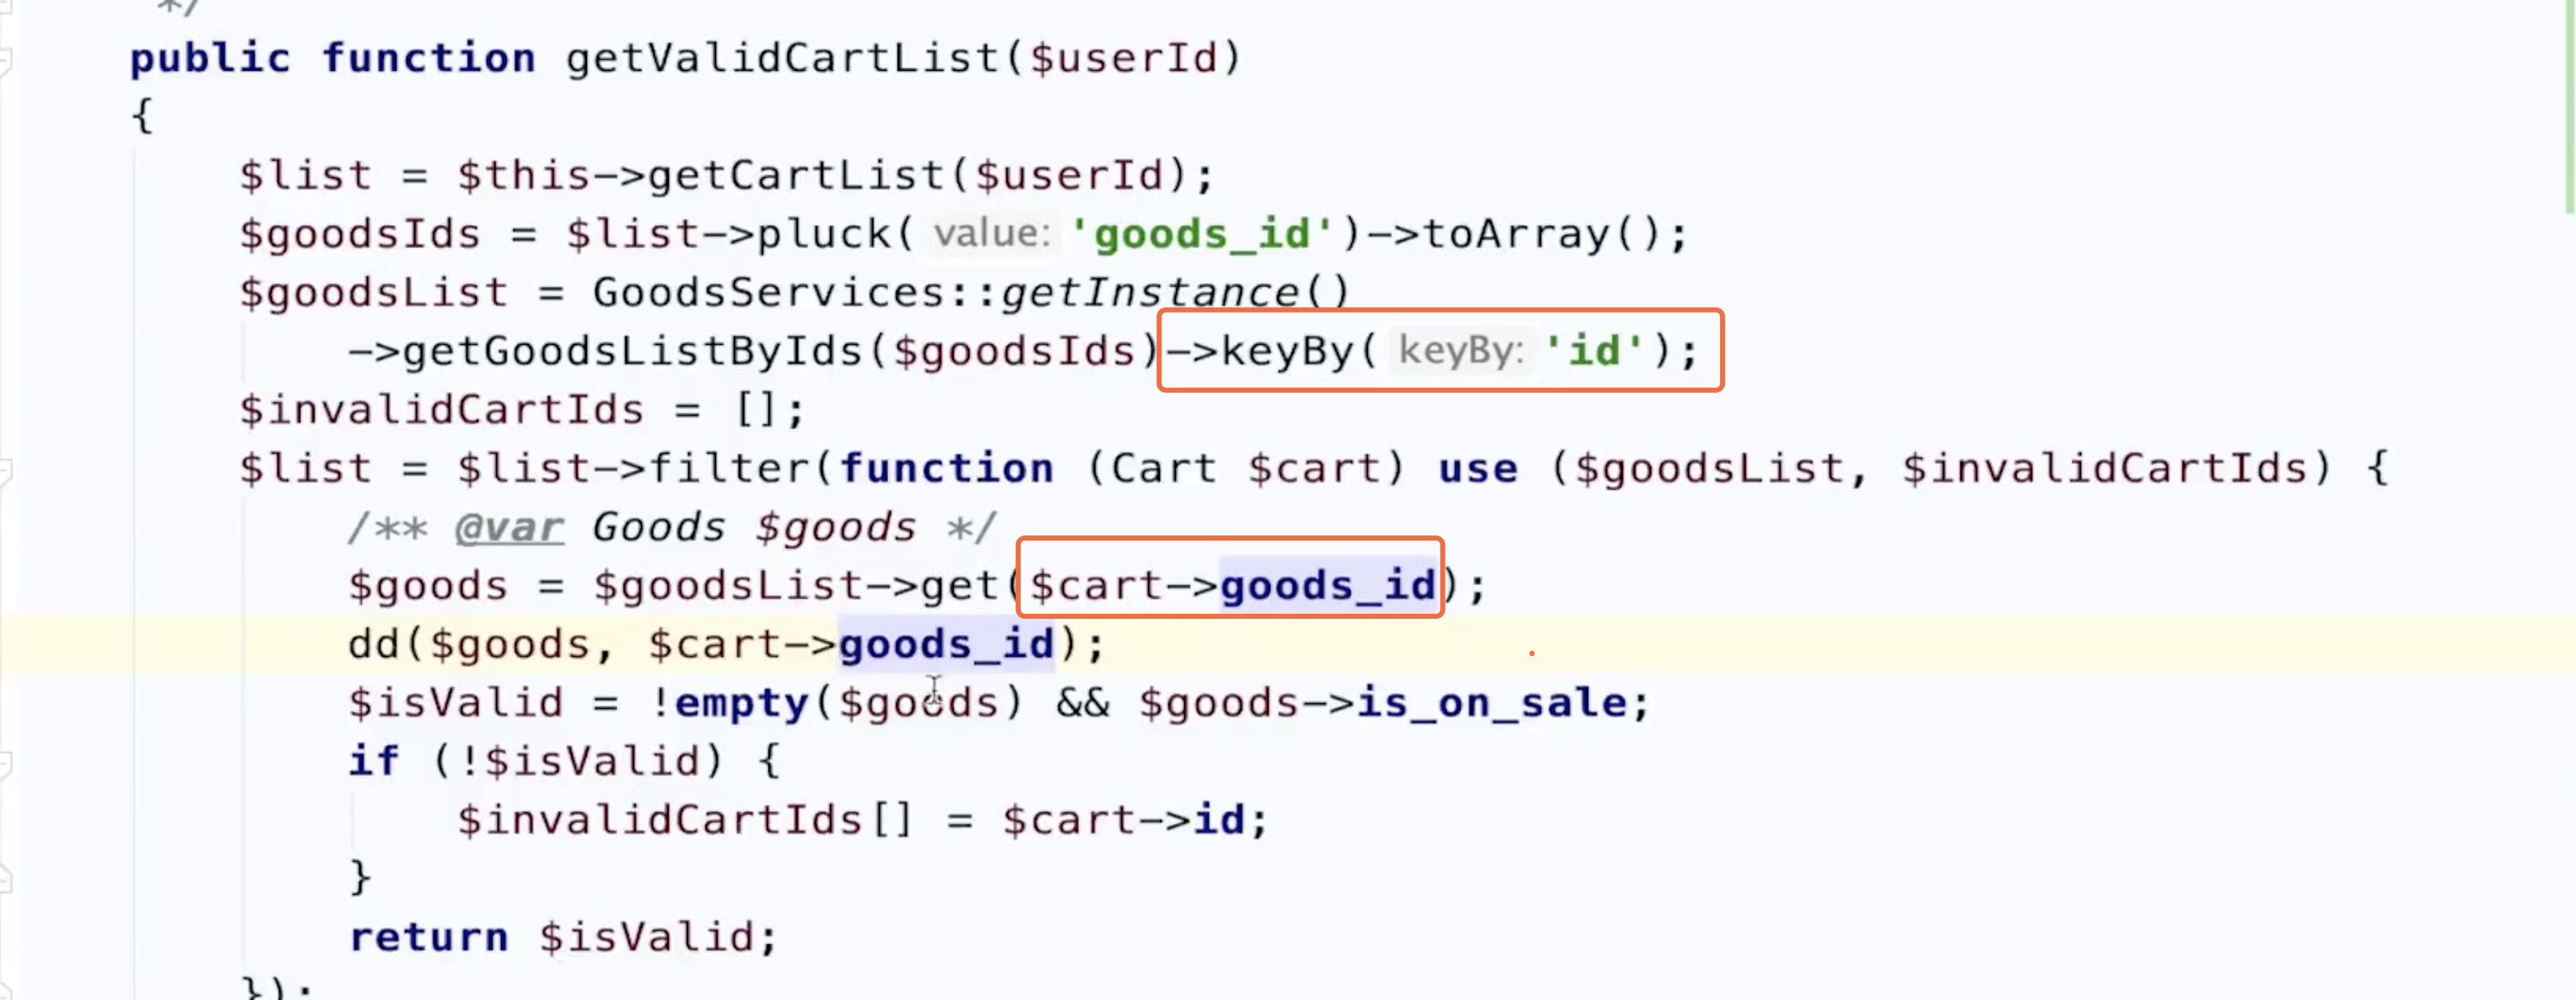 */
public function getValidCartList($userId)
{
$list = $this->getCartList($userId);
$goodsIds = $list->pluck( value: 'goods_id')->toArray();
$goodsList = GoodsServices::getInstance()
->getGoodsListByIds($goodsIds)->keyBy( keyBy: 'id');
$invalidCartIds = [];
$list = $list->filter(function (Cart $cart) use ($goodsList, $invalidCartIds) {
/** @var Goods $goods */
$goods = $goodsList->get($cart->goods_id);
dd($goods, $cart->goods_id);
$isValid = !empty($goods) && $goods->is_on_sale;
if (!$isValid) {
$invalidCartIds[] = $cart->id;
}
return $isValid;
});